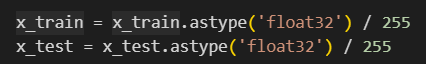 x_train = x_train.astype('float32') / 255
x_test = x_test.astype('float32') / 255